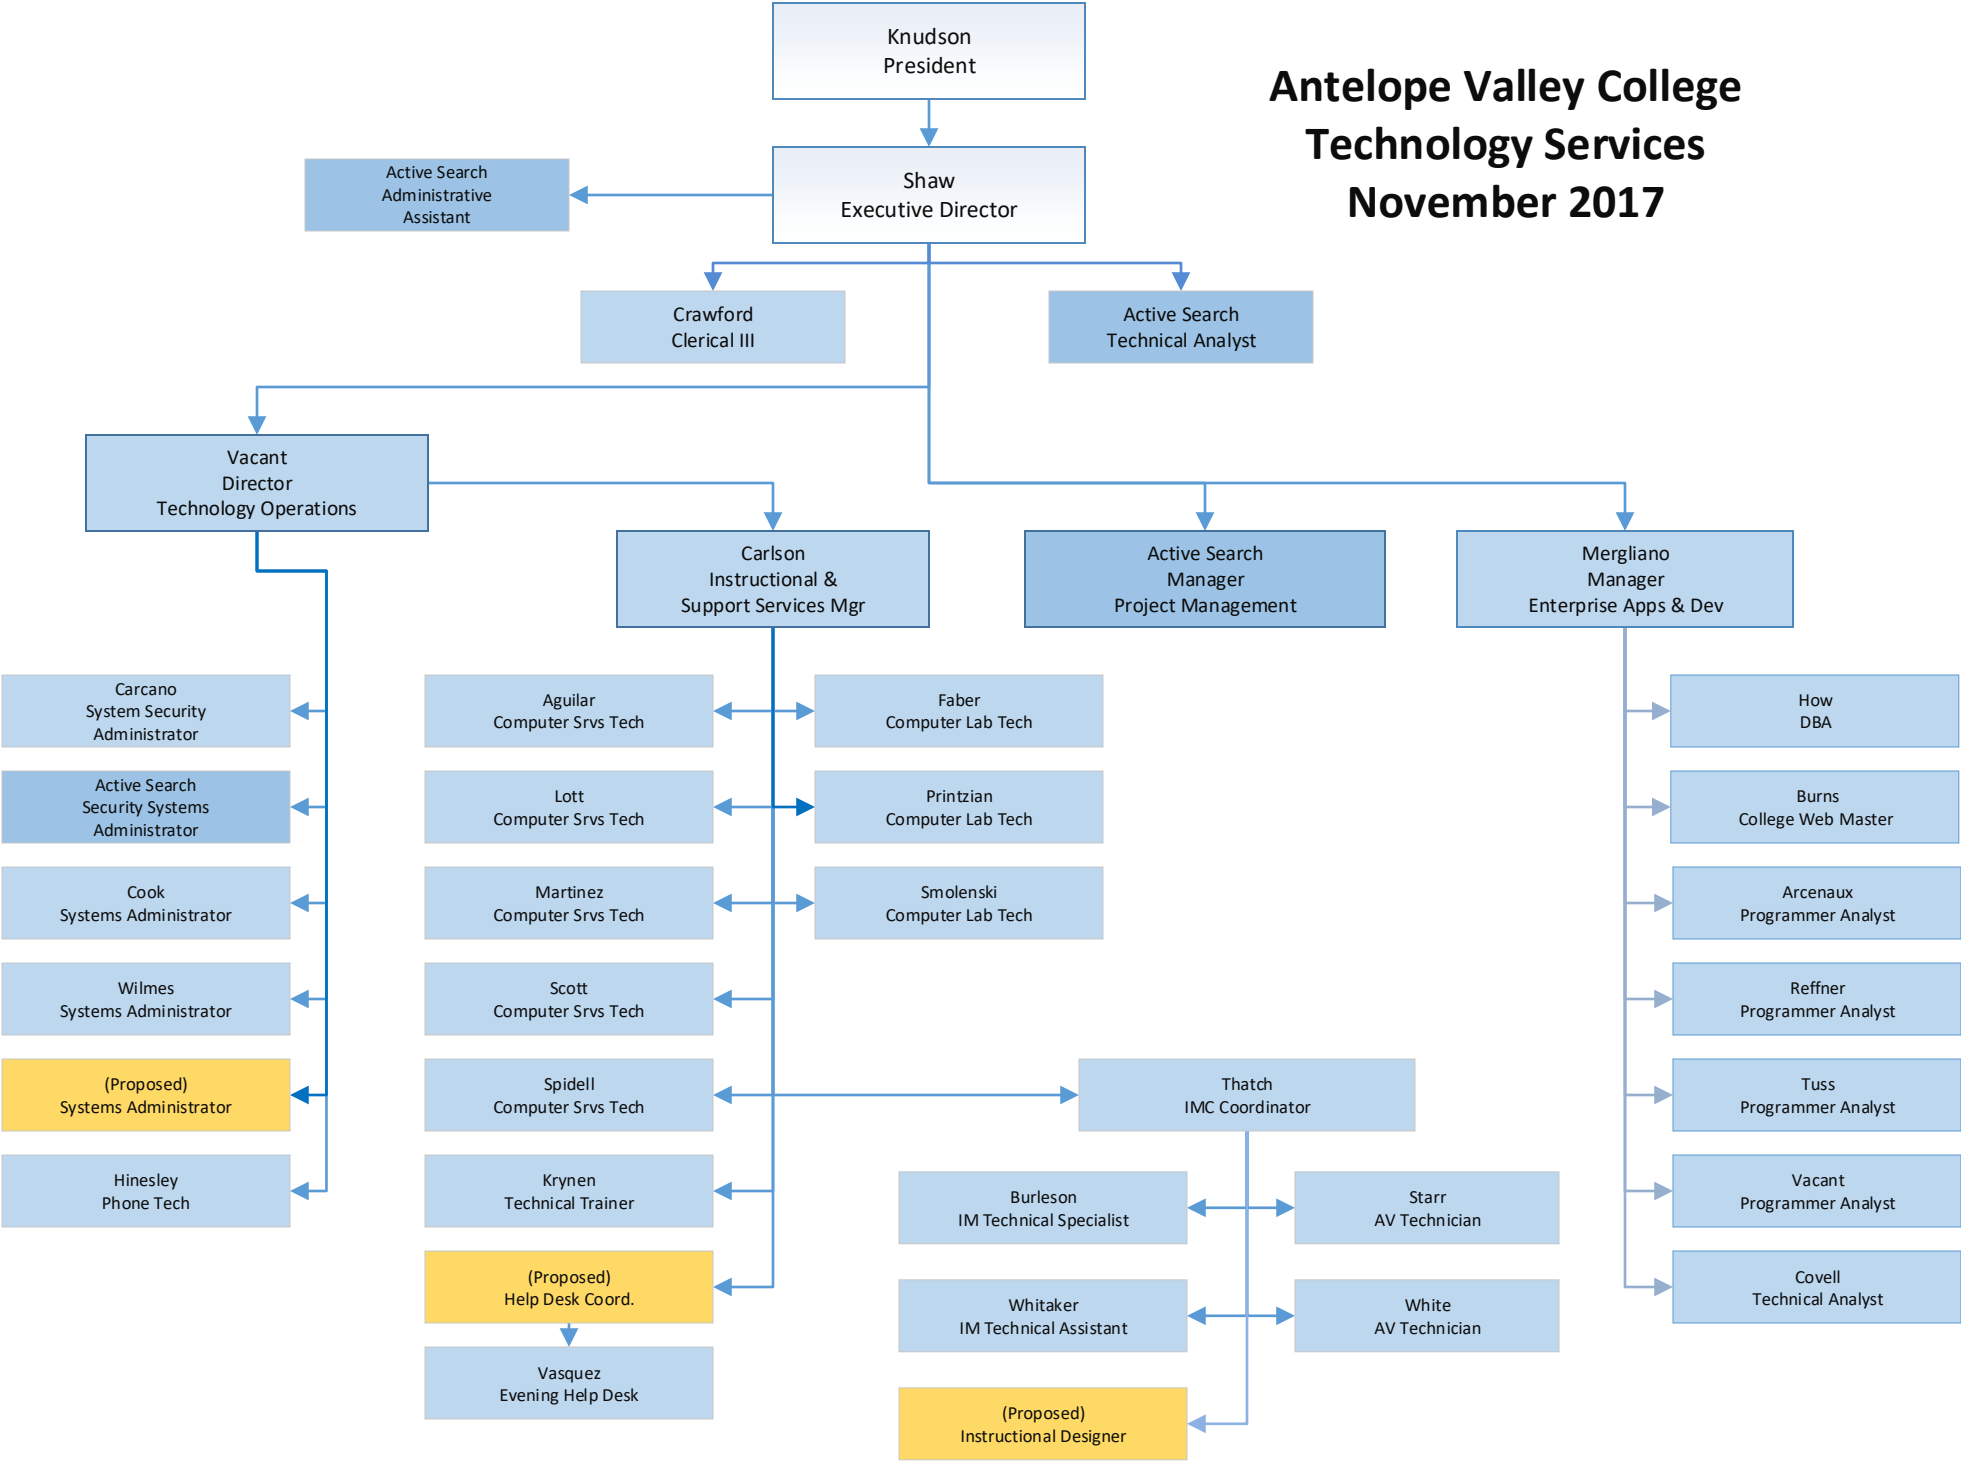 Knudson
President
Antelope Valley College
Technology Services
November 2017
Active Search
Administrative
Assistant
Shaw
Executive Director
Crawford
Clerical III
Active Search
Technical Analyst
Vacant
Director
Technology Operations
Carlson
Instructional &
Support Services Mgr
Active Search
Manager
Project Management
Mergliano
Manager
Enterprise Apps & Dev
Carcano
System Security
Administrator
Active Search
Security Systems
Administrator
Cook
Systems Administrator
Wilmes
Systems Administrator
(Proposed)
Systems Administrator
Hinesley
Phone Tech
Aguilar
Computer Srvs Tech
Lott
Computer Srvs Tech
Martinez
Computer Srvs Tech
Scott
Computer Srvs Tech
Spidell
Computer Srvs Tech
Krynen
Technical Trainer
(Proposed)
Help Desk Coord.
Vasquez
Evening Help Desk
Faber
Computer Lab Tech
Printzian
Computer Lab Tech
Smolenski
Computer Lab Tech
Thatch
IMC Coordinator
Burleson
IM Technical Specialist
Starr
AV Technician
Whitaker
IM Technical Assistant
White
AV Technician
(Proposed)
Instructional Designer
How
DBA
Burns
College Web Master
Arcenaux
Programmer Analyst
Reffner
Programmer Analyst
Tuss
Programmer Analyst
Vacant
Programmer Analyst
Covell
Technical Analyst